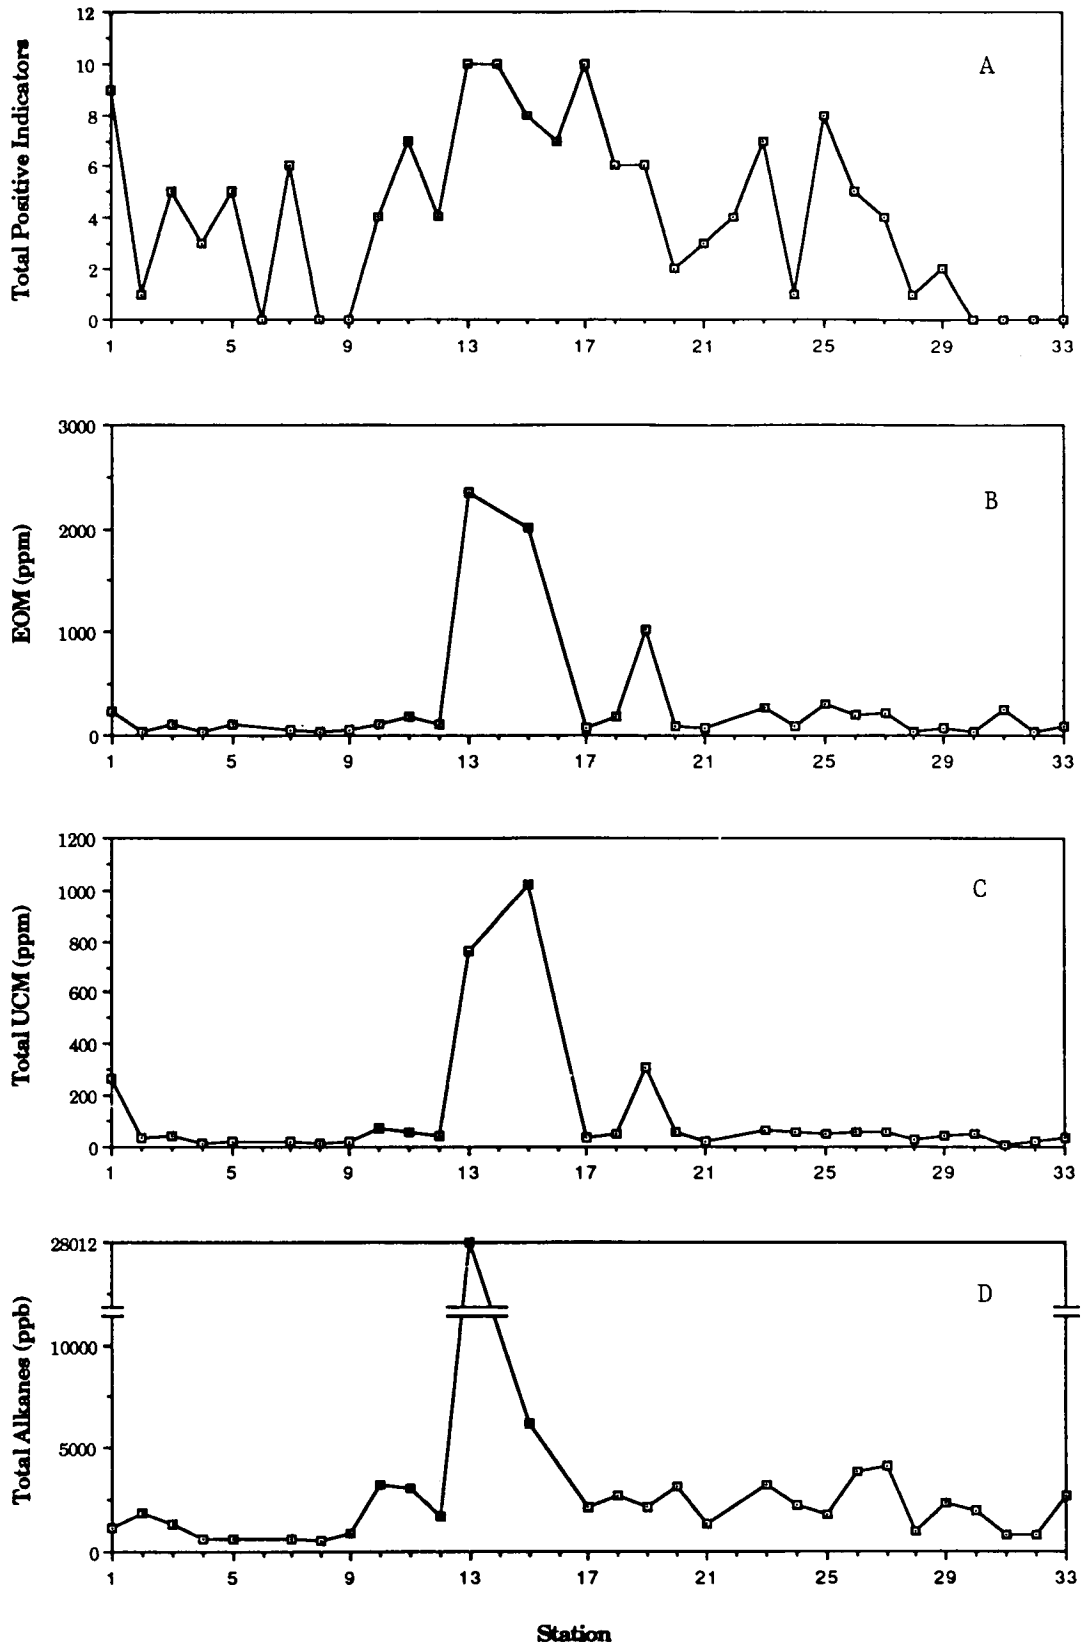 Total Positive Indicators
12
10
8
6
4
2
0
A
1 5 9 13 17 21 25 29 33
EOM (ppm)
3000
2000
1000
0
B
1 5 9 13 17 21 25 29 33
Total UCM (ppm)
1200
1000
800
600
400
200
0
C
1 5 9 13 17 21 25 29 33
Total Alkanes (ppb)
28012
10000
5000
0
D
1 5 9 13 17 21 25 29 33
Station